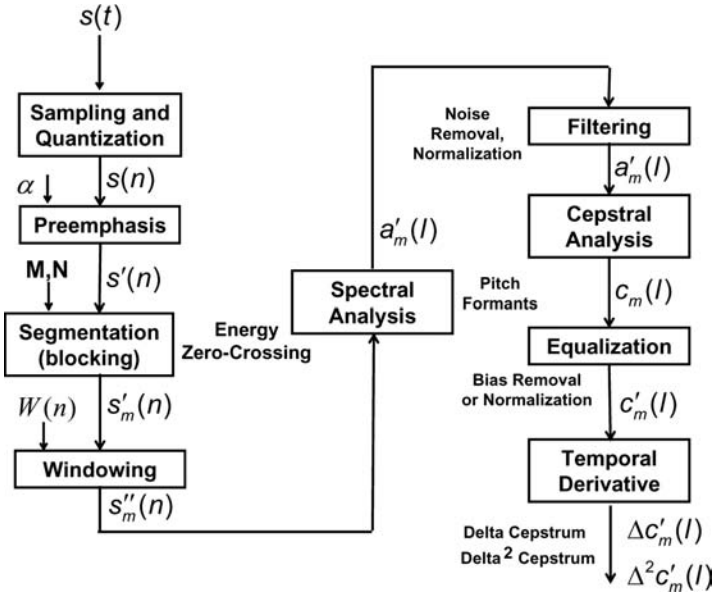 s(t)
Sampling and
Quantization
s(n)
α
Preemphasis
s′(n)
M,N
Segmentation
(blocking)
Energy
Zero-Crossing
s′m(n)
W(n)
Windowing
s′′m(n)
a′m(l)
Spectral
Analysis
Pitch
Formants
Noise
Removal,
Normalization
Filtering
a′m(l)
Cepstral
Analysis
cm(l)
Equalization
Bias Removal
or Normalization
c′m(l)
Temporal
Derivative
Delta Cepstrum
Delta² Cepstrum
Δc′m(l)
Δ²c′m(l)